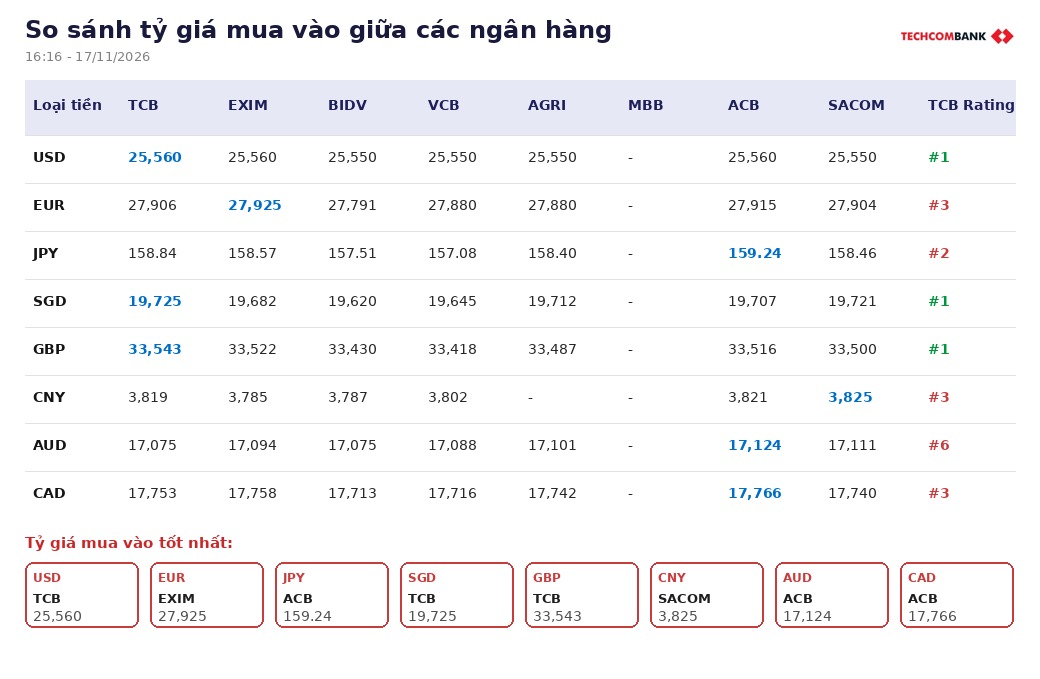 So sánh tỷ giá mua vào giữa các ngân hàng
TECHCOMBANK
16:16 - 17/11/2026
Loại tiền TCB EXIM BIDV VCB AGRI MBB ACB SACOM TCB Rating
USD 25,560 25,560 25,550 25,550 25,550 - 25,560 25,550 #1
EUR 27,906 27,925 27,791 27,880 27,880 - 27,915 27,904 #3
JPY 158.84 158.57 157.51 157.08 158.40 - 159.24 158.46 #2
SGD 19,725 19,682 19,620 19,645 19,712 - 19,707 19,721 #1
GBP 33,543 33,522 33,430 33,418 33,487 - 33,516 33,500 #1
CNY 3,819 3,785 3,787 3,802 - - 3,821 3,825 #3
AUD 17,075 17,094 17,075 17,088 17,101 - 17,124 17,111 #6
CAD 17,753 17,758 17,713 17,716 17,742 - 17,766 17,740 #3
Tỷ giá mua vào tốt nhất:
USD EUR JPY SGD GBP CNY AUD CAD
TCB EXIM ACB TCB TCB SACOM ACB ACB
25,560 27,925 159.24 19,725 33,543 3,825 17,124 17,766